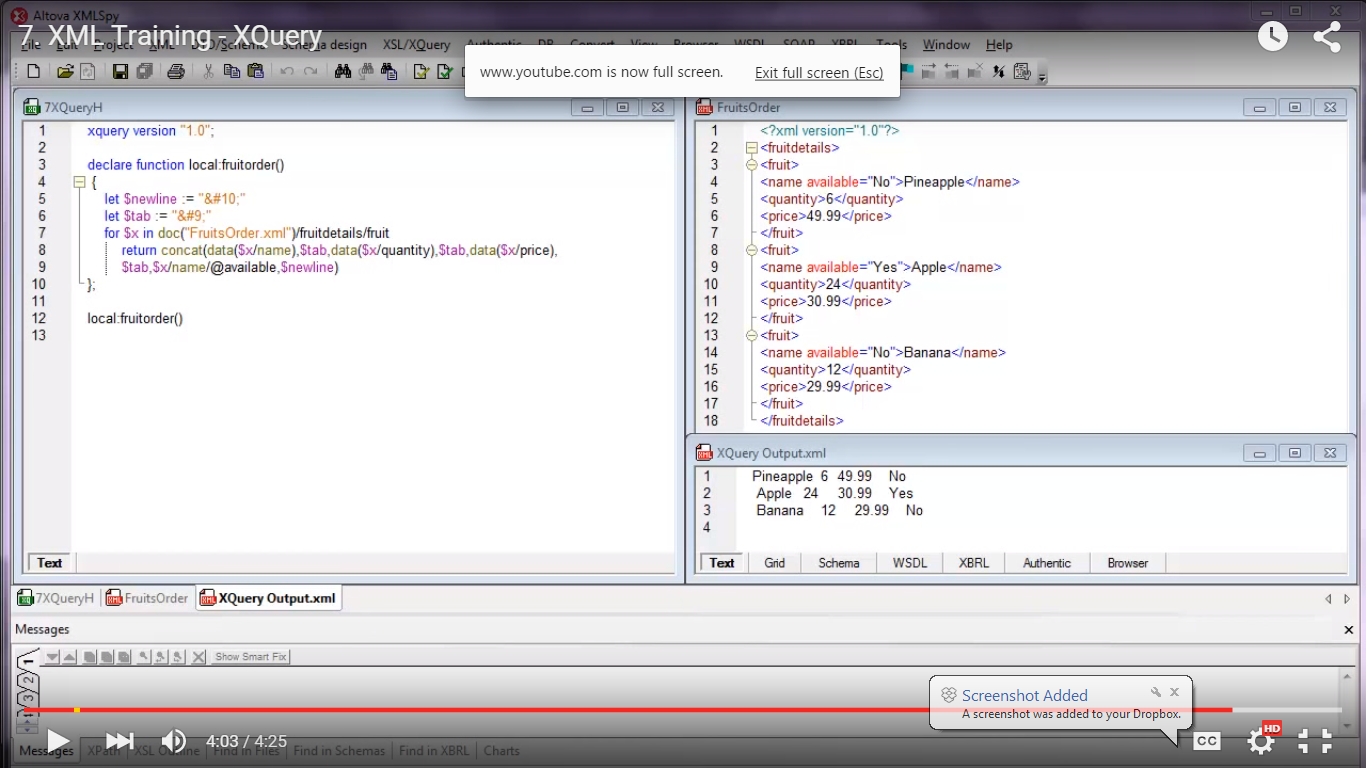 Altova XMLSpy
7. XML Training - XQuery
File Edit Project XML DTD/Schema Schema design XSL/XQuery Authentic DB Convert View Browser WSDL SOAP XBRL Tools Window Help
www.youtube.com is now full screen. Exit full screen (Esc)
7XQueryH
1 xquery version "1.0";
2
3 declare function local:fruitorder()
4 {
5 let $newline := "&#10;"
6 let $tab := "&#9;"
7 for $x in doc("FruitsOrder.xml")/fruitdetails/fruit
8 return concat(data($x/name),$tab,data($x/quantity),$tab,data($x/price),
9 $tab,$x/name/@available,$newline)
10 };
11
12 local:fruitorder()
13
Text
FruitsOrder
1 <?xml version="1.0"?>
2 <fruitdetails>
3 <fruit>
4 <name available="No">Pineapple</name>
5 <quantity>6</quantity>
6 <price>49.99</price>
7 </fruit>
8 <fruit>
9 <name available="Yes">Apple</name>
10 <quantity>24</quantity>
11 <price>30.99</price>
12 </fruit>
13 <fruit>
14 <name available="No">Banana</name>
15 <quantity>12</quantity>
16 <price>29.99</price>
17 </fruit>
18 </fruitdetails>
XQuery Output.xml
1 Pineapple 6 49.99 No
2 Apple 24 30.99 Yes
3 Banana 12 29.99 No
4
Text Grid Schema WSDL XBRL Authentic Browser
7XQueryH FruitsOrder XQuery Output.xml
Messages
Show Smart Fix
1
2
3
Screenshot Added
A screenshot was added to your Dropbox.
4:03 / 4:25
CC HD
Messages XPath XSL Outline Find in Files Find in Schemas Find in XBRL Charts